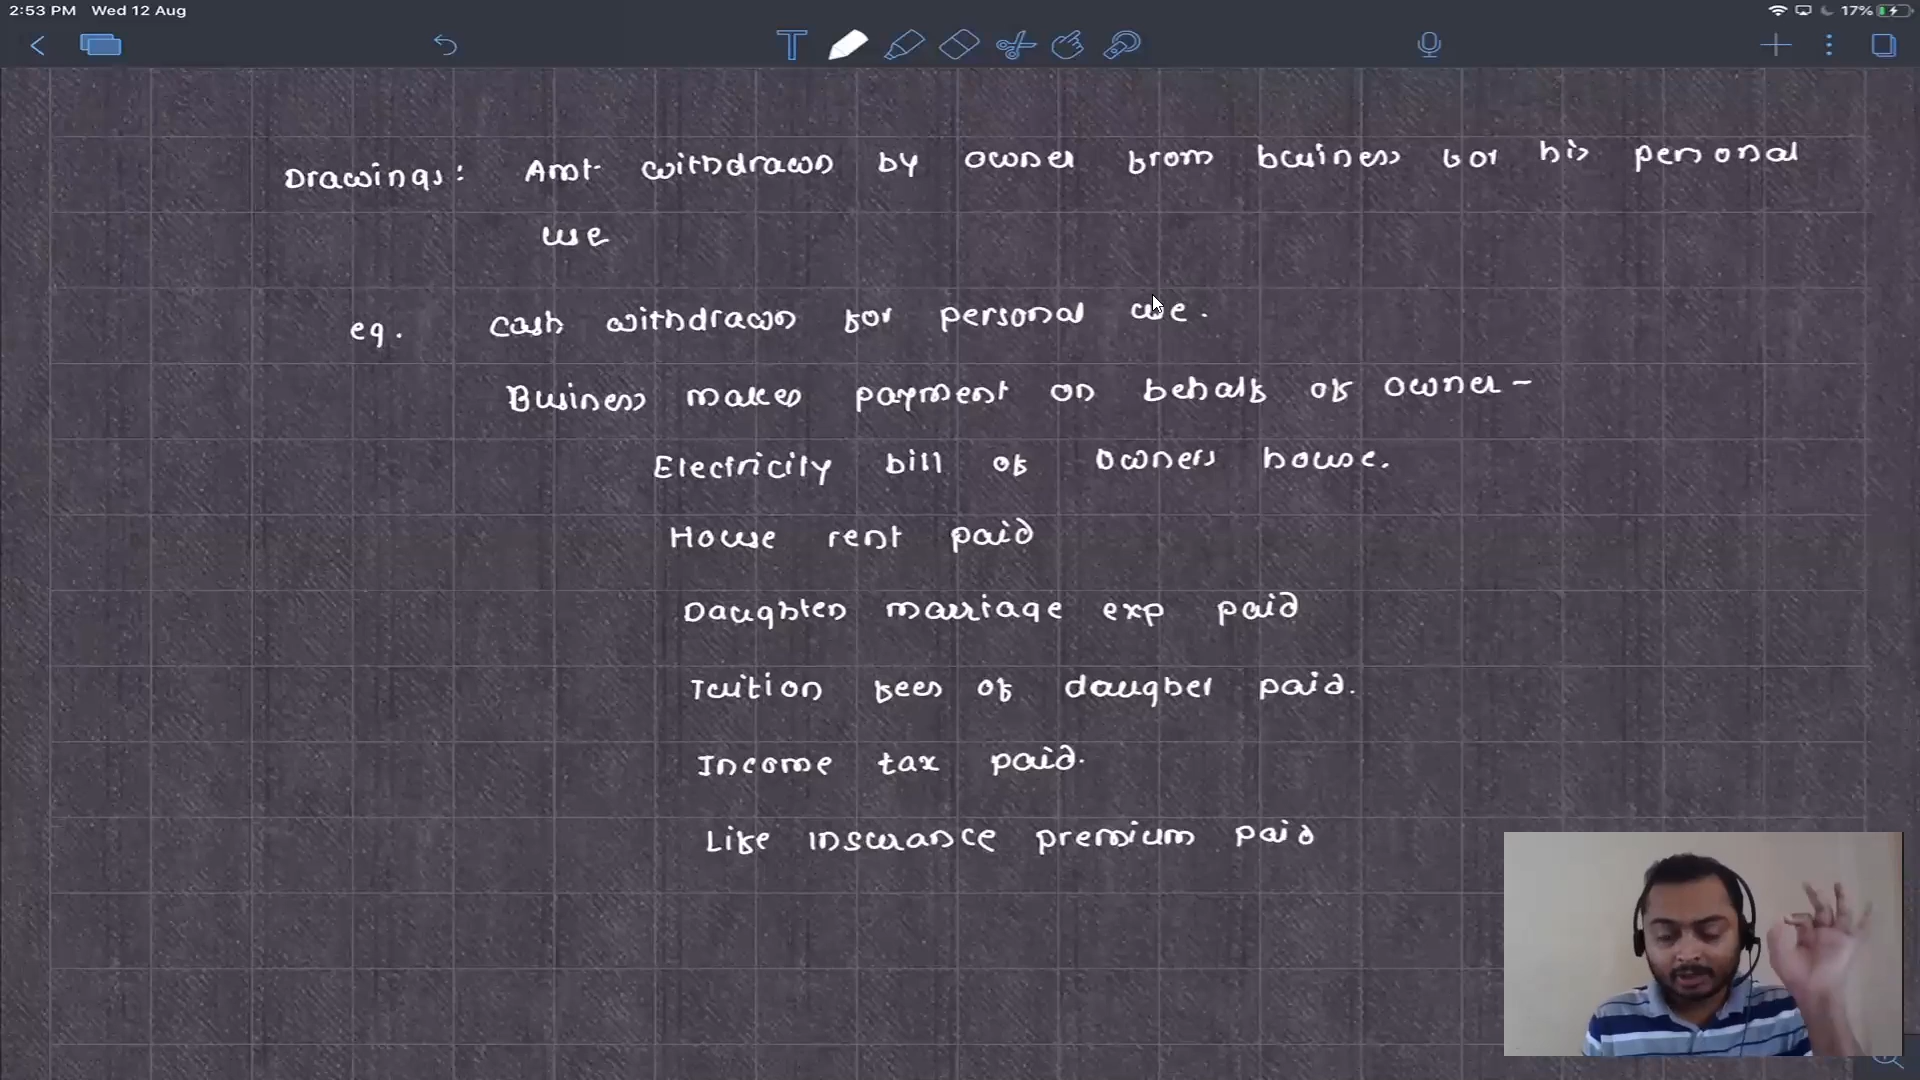 2:53 PM Wed 12 Aug
17%
Drawings: Amt. withdrawn by owner from business for his personal
use
eg. Cash withdrawn for personal use.
Business makes payment on behalf of owner-
Electricity bill of owners house.
House rent paid
Daughter marriage exp paid
Tuition fees of daugher paid.
Income tax paid.
Life insurance premium paid